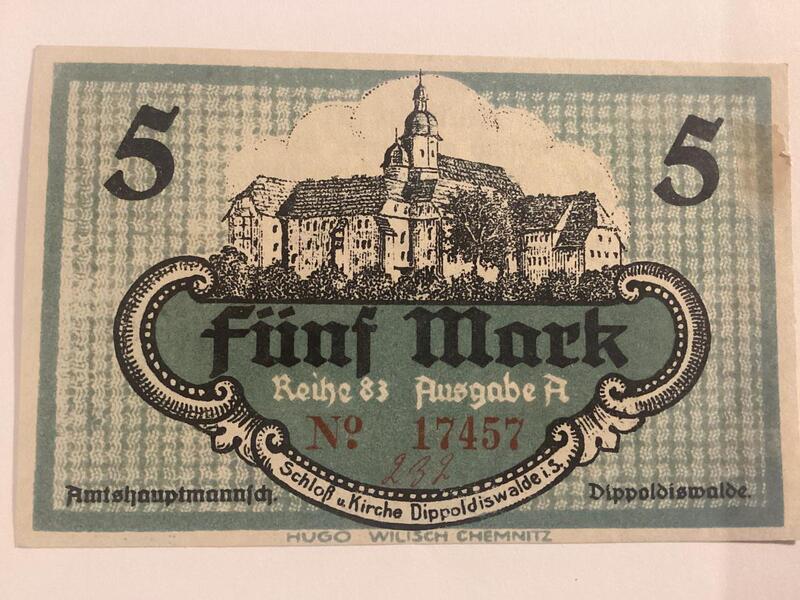 5 5
Fünf Mark
Reihe 83 Ausgabe A
No 17457
232
Schloß u. Kirche Dippoldiswalde i. S.
Amtshauptmannsch. Dippoldiswalde.
HUGO WILISCH CHEMNITZ